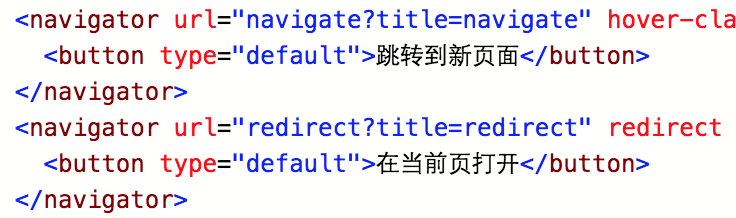 <navigator url="navigate?title=navigate" hover-cla
<button type="default">跳转到新页面</button>
</navigator>
<navigator url="redirect?title=redirect" redirect
<button type="default">在当前页打开</button>
</navigator>